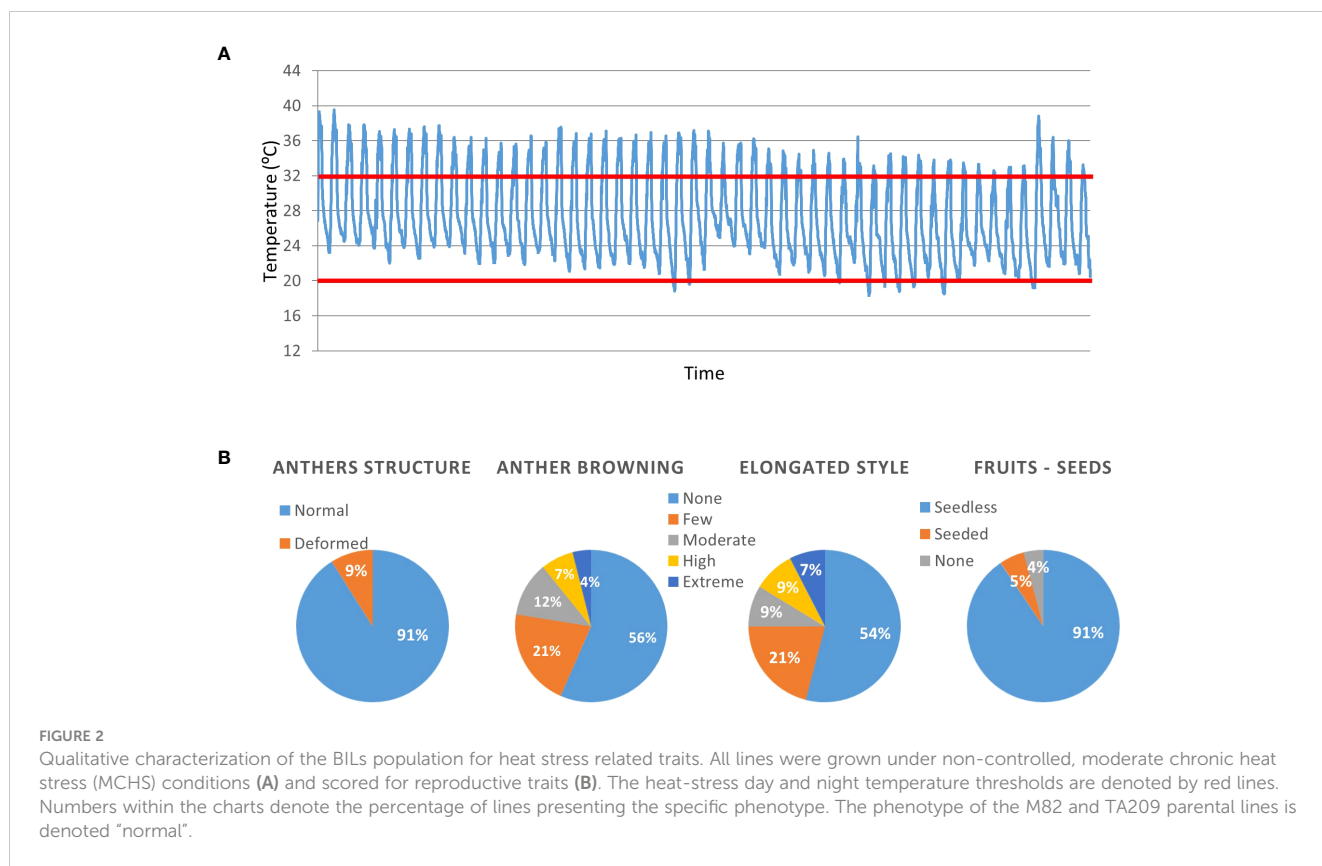 A
44
40
36
32
28
24
20
16
12
Temperature (⁰C)
Time
B
ANTHERS STRUCTURE
Normal
Deformed
9%
91%
ANTHER BROWNING
None
Few
Moderate
High
Extreme
7%
4%
12%
21%
56%
ELONGATED STYLE
7%
9%
9%
21%
54%
FRUITS - SEEDS
Seedless
Seeded
None
4%
5%
91%
FIGURE 2
Qualitative characterization of the BILs population for heat stress related traits. All lines were grown under non-controlled, moderate chronic heat
stress (MCHS) conditions (A) and scored for reproductive traits (B). The heat-stress day and night temperature thresholds are denoted by red lines.
Numbers within the charts denote the percentage of lines presenting the specific phenotype. The phenotype of the M82 and TA209 parental lines is
denoted “normal”.